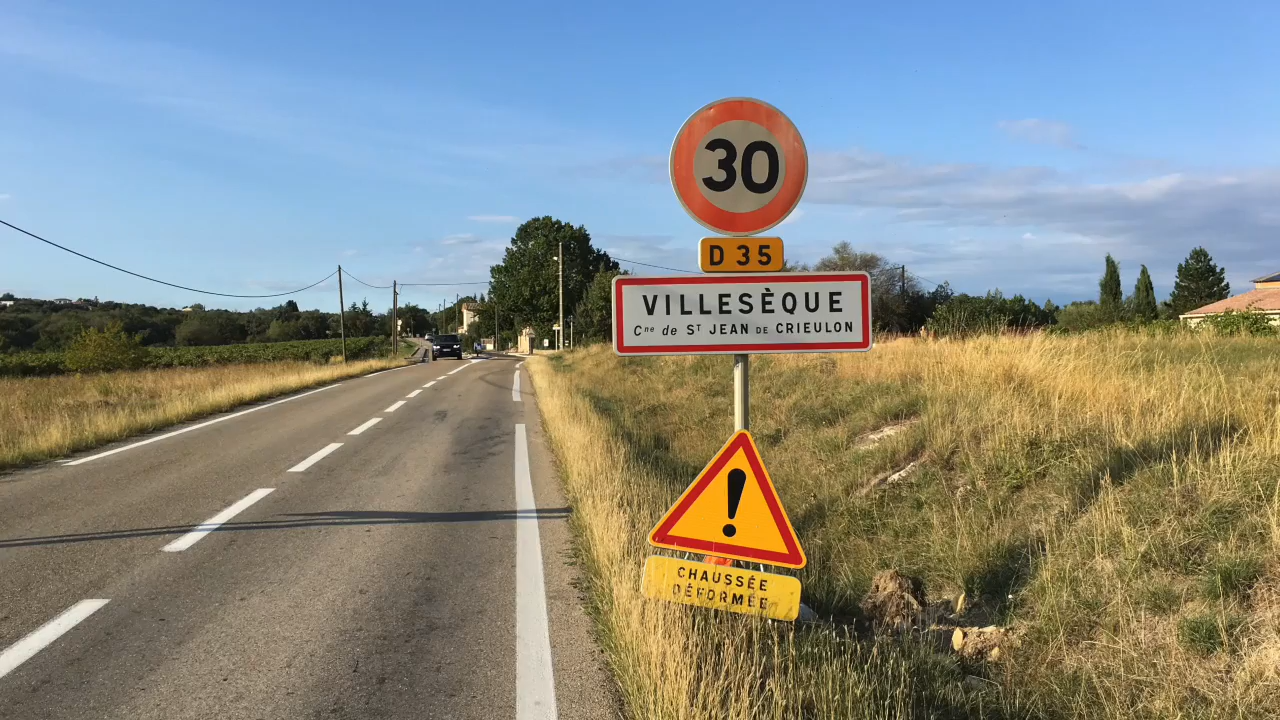 30
D 35
VILLESÈQUE
Cne de ST JEAN DE CRIEULON
CHAUSSÉE
DÉFORMÉE